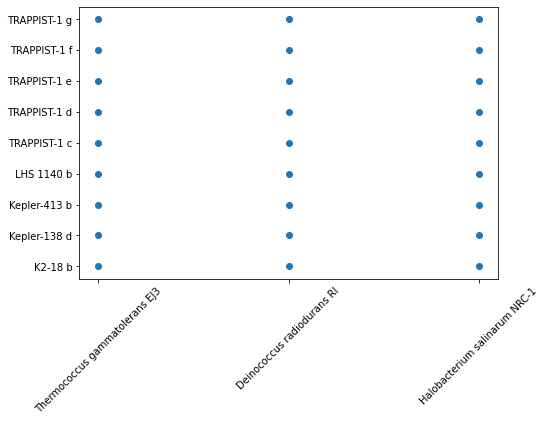 TRAPPIST-1 g
TRAPPIST-1 f
TRAPPIST-1 e
TRAPPIST-1 d
TRAPPIST-1 c
LHS 1140 b
Kepler-413 b
Kepler-138 d
K2-18 b
Thermococcus gammatolerans EJ3
Deinococcus radiodurans RI
Halobacterium salinarum NRC-1